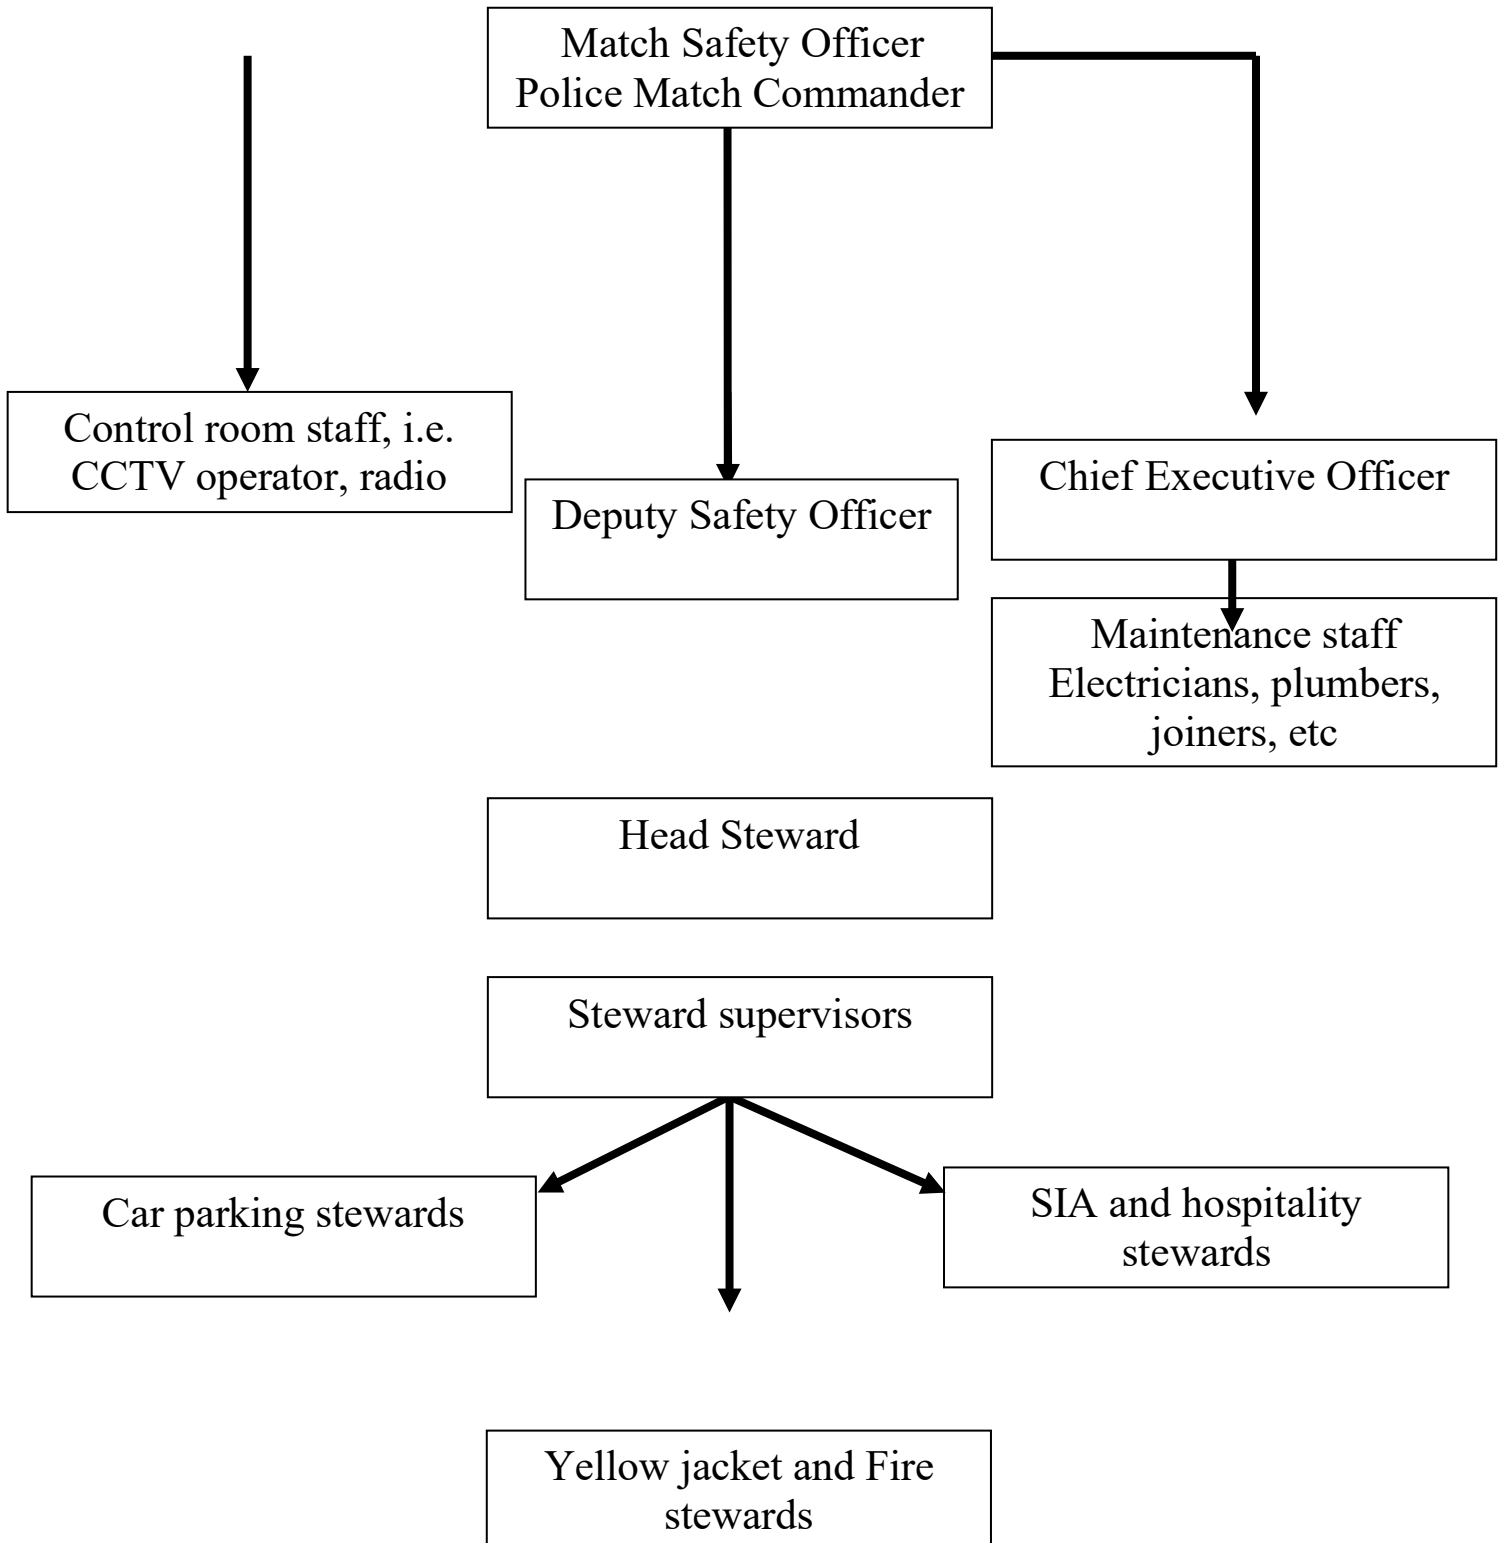 Match Safety Officer
Police Match Commander
Control room staff, i.e.
CCTV operator, radio
Deputy Safety Officer
Chief Executive Officer
Maintenance staff
Electricians, plumbers,
joiners, etc
Head Steward
Steward supervisors
Car parking stewards
SIA and hospitality
stewards
Yellow jacket and Fire
stewards